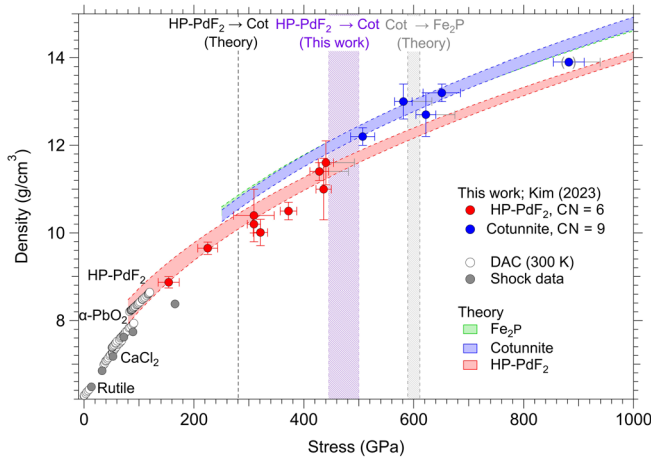 HP-PdF₂ → Cot
(Theory)
HP-PdF₂ → Cot
(This work)
Cot → Fe₂P
(Theory)
14
12
10
8
Density (g/cm³)
HP-PdF₂
α-PbO₂
CaCl₂
Rutile
This work; Kim (2023)
HP-PdF₂, CN = 6
Cotunnite, CN = 9
DAC (300 K)
Shock data
Theory
Fe₂P
Cotunnite
HP-PdF₂
0 200 400 600 800 1000
Stress (GPa)